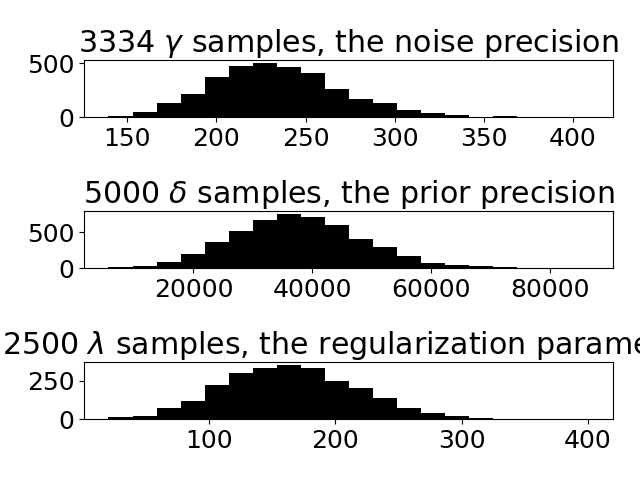 3334 γ samples, the noise precision
500
0
150 200 250 300 350 400
5000 δ samples, the prior precision
500
0
20000 40000 60000 80000
2500 λ samples, the regularization parame
250
0
100 200 300 400